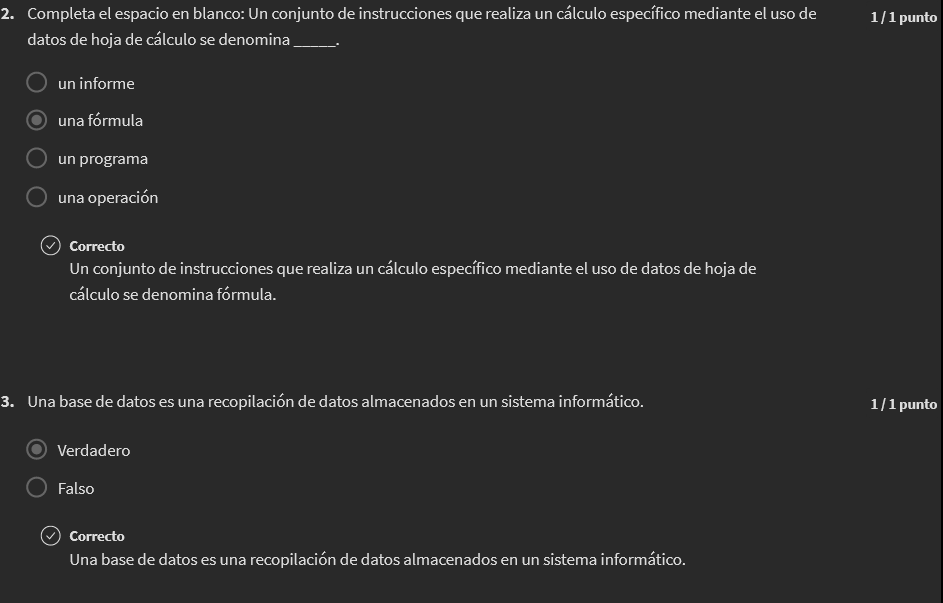 2. Completa el espacio en blanco: Un conjunto de instrucciones que realiza un cálculo específico mediante el uso de
1 / 1 punto
datos de hoja de cálculo se denomina _____.
un informe
una fórmula
un programa
una operación
Correcto
Un conjunto de instrucciones que realiza un cálculo específico mediante el uso de datos de hoja de
cálculo se denomina fórmula.
3. Una base de datos es una recopilación de datos almacenados en un sistema informático.
1 / 1 punto
Verdadero
Falso
Correcto
Una base de datos es una recopilación de datos almacenados en un sistema informático.